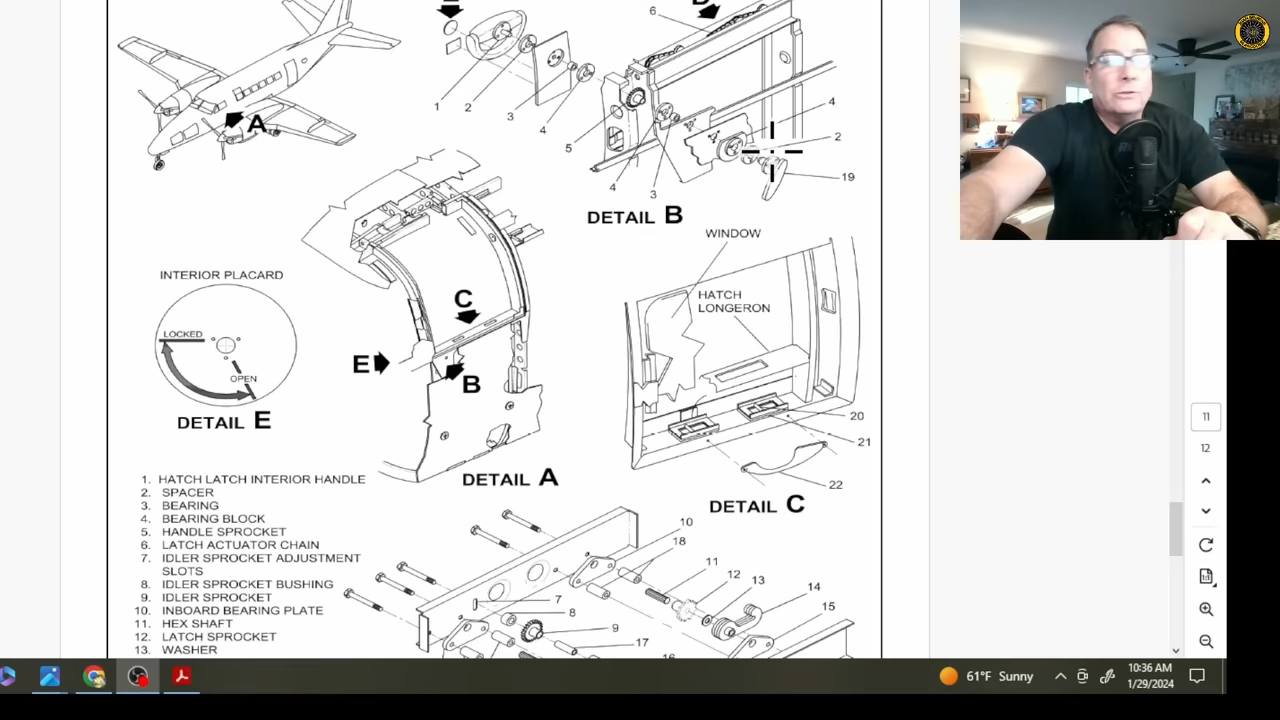 6
D
1
2
3
4
5
4
3
4
2
19
A
DETAIL B
WINDOW
HATCH
LONGERON
INTERIOR PLACARD
LOCKED
OPEN
DETAIL E
C
E
B
20
21
22
DETAIL A
DETAIL C
1. HATCH LATCH INTERIOR HANDLE
2. SPACER
3. BEARING
4. BEARING BLOCK
5. HANDLE SPROCKET
6. LATCH ACTUATOR CHAIN
7. IDLER SPROCKET ADJUSTMENT
SLOTS
8. IDLER SPROCKET BUSHING
9. IDLER SPROCKET
10. INBOARD BEARING PLATE
11. HEX SHAFT
12. LATCH SPROCKET
13. WASHER
10
18
11
12
13
14
15
7
8
9
17
16
11
12
61°F Sunny
10:36 AM
1/29/2024